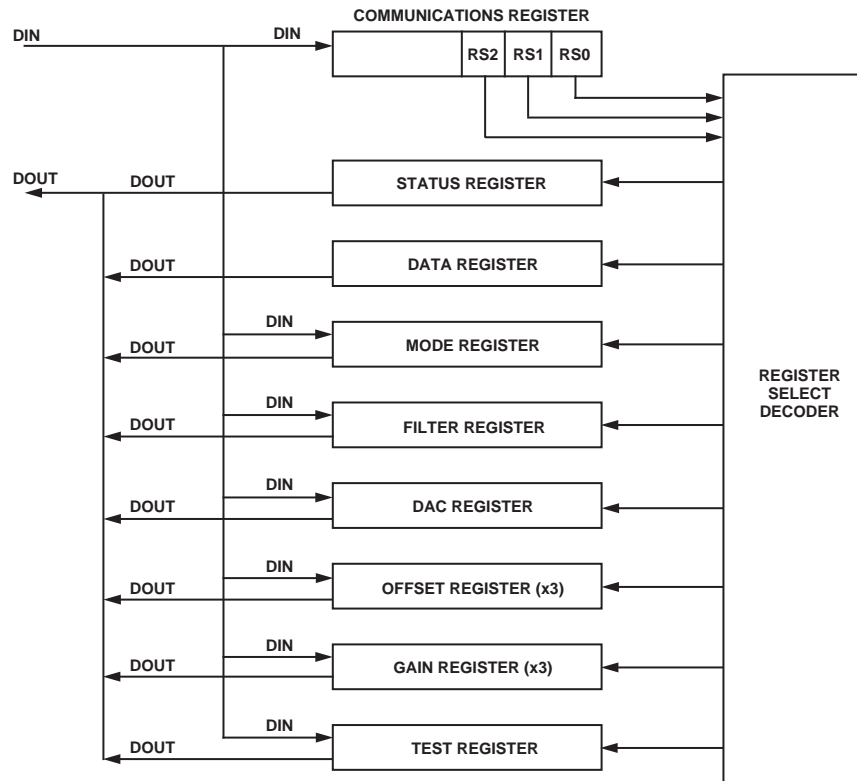 COMMUNICATIONS REGISTER
DIN
DIN
RS2 RS1 RS0
DOUT
DOUT
STATUS REGISTER
DOUT
DATA REGISTER
DIN
DOUT
MODE REGISTER
REGISTER
SELECT
DECODER
DIN
DOUT
FILTER REGISTER
DIN
DOUT
DAC REGISTER
DIN
DOUT
OFFSET REGISTER (x3)
DIN
DOUT
GAIN REGISTER (x3)
DIN
DOUT
TEST REGISTER